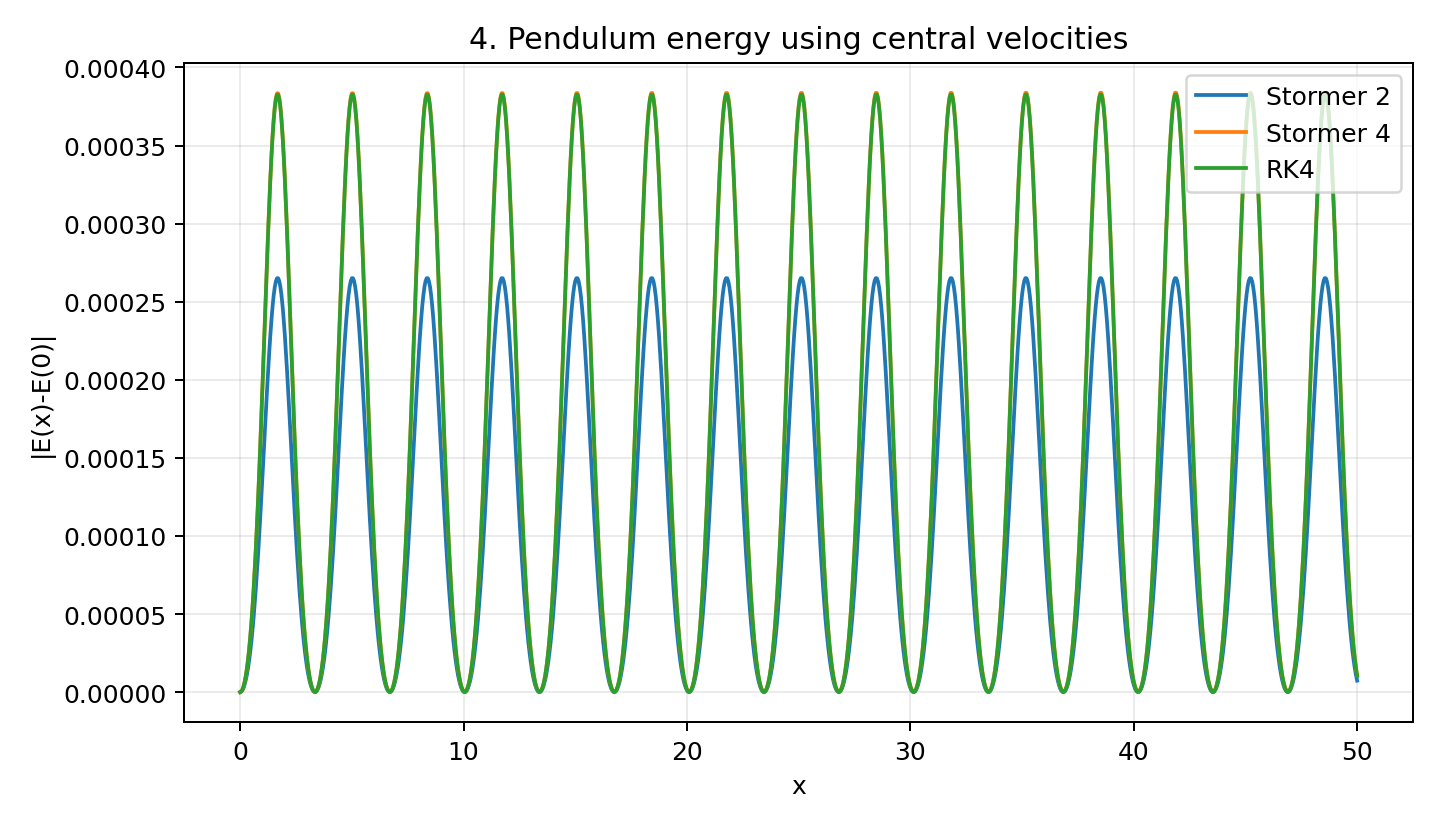 4. Pendulum energy using central velocities
0.00040
0.00035
0.00030
0.00025
0.00020
0.00015
0.00010
0.00005
0.00000
|E(x)-E(0)|
Stormer 2
Stormer 4
RK4
0 10 20 30 40 50
x